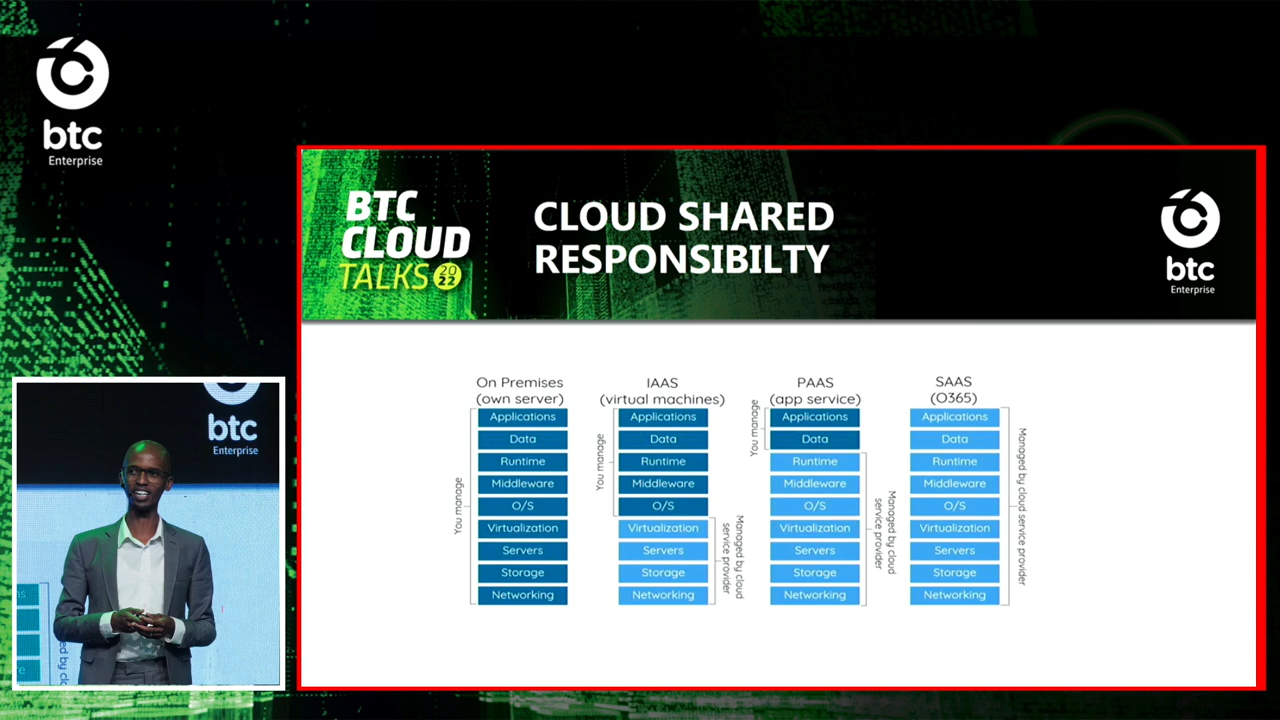 btc
Enterprise
BTC
CLOUD
TALKS 2022
CLOUD SHARED
RESPONSIBILTY
btc
Enterprise
On Premises
(own server)
You manage
Applications
Data
Runtime
Middleware
O/S
Virtualization
Servers
Storage
Networking
IAAS
(virtual machines)
You manage
Applications
Data
Runtime
Middleware
O/S
Virtualization
Servers
Storage
Networking
Managed by cloud
service provider
PAAS
(app service)
You manage
Applications
Data
Runtime
Middleware
O/S
Virtualization
Servers
Storage
Networking
Managed by cloud
service provider
SAAS
(O365)
Applications
Data
Runtime
Middleware
O/S
Virtualization
Servers
Storage
Networking
Managed by cloud service provider
btc
Enterprise